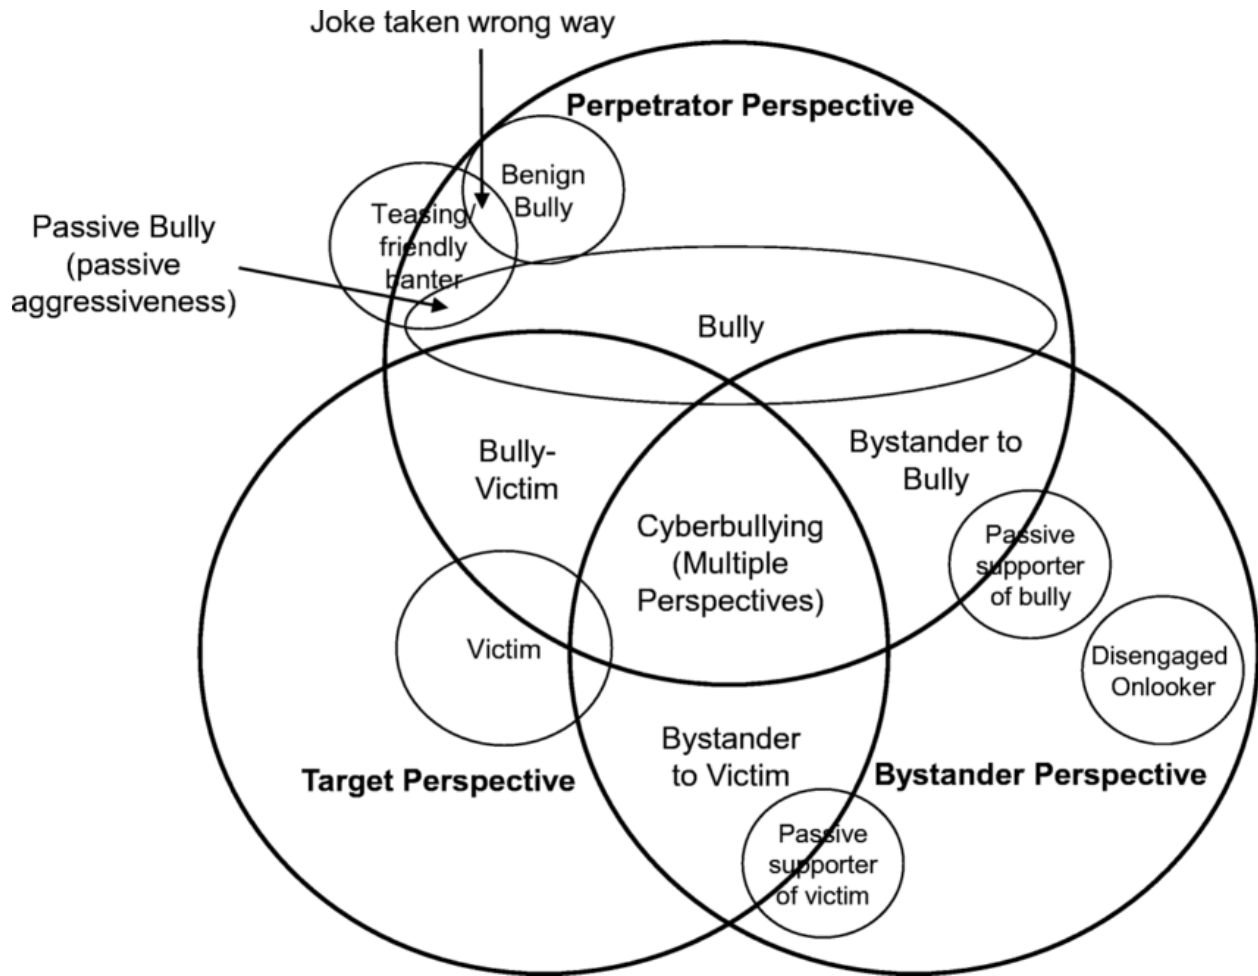 Joke taken wrong way
Perpetrator Perspective
Benign
Bully
Teasing/
friendly
banter
Passive Bully
(passive
aggressiveness)
Bully
Bully-
Victim
Bystander to
Bully
Cyberbullying
(Multiple
Perspectives)
Passive
supporter
of bully
Victim
Disengaged
Onlooker
Bystander
to Victim
Target Perspective
Bystander Perspective
Passive
supporter
of victim